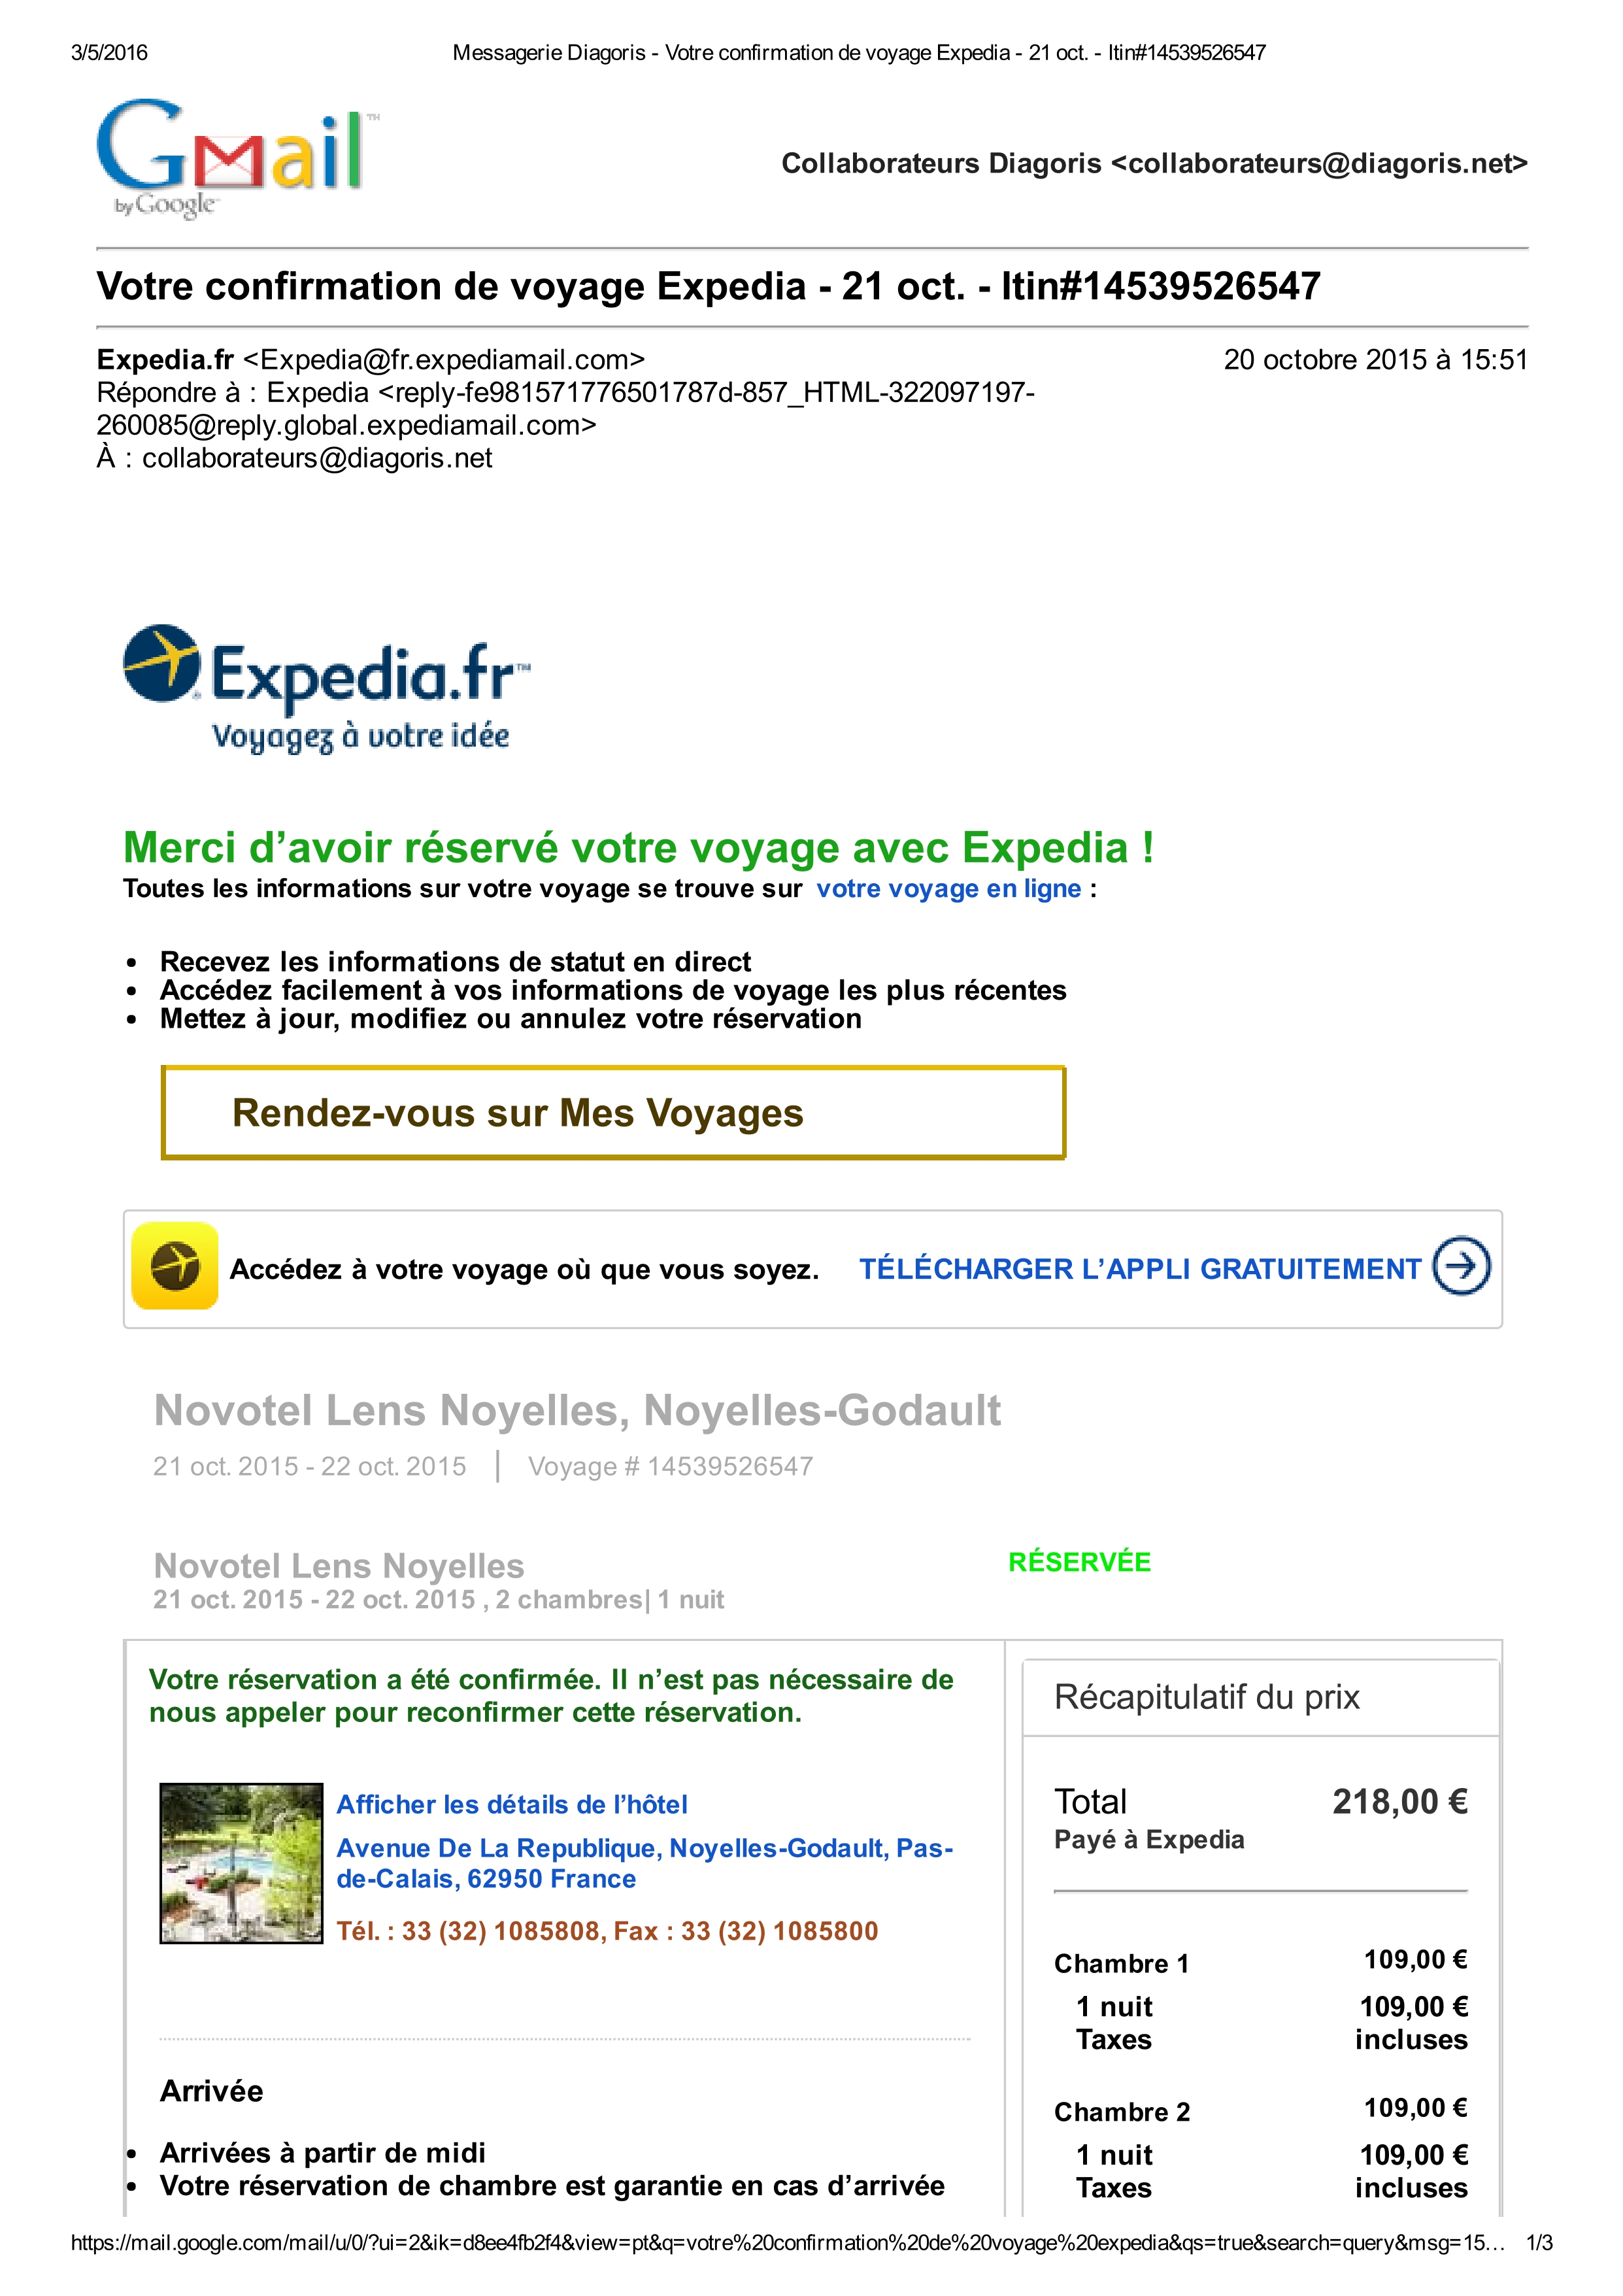 3/5/2016
Messagerie Diagoris - Votre confirmation de voyage Expedia - 21 oct. - Itin#14539526547
Gmail™
by Google
Collaborateurs Diagoris <collaborateurs@diagoris.net>
Votre confirmation de voyage Expedia - 21 oct. - Itin#14539526547
Expedia.fr <Expedia@fr.expediamail.com>
20 octobre 2015 à 15:51
Répondre à : Expedia <reply-fe981571776501787d-857_HTML-322097197-
260085@reply.global.expediamail.com>
À : collaborateurs@diagoris.net
Expedia.fr™
Voyagez à votre idée
Merci d’avoir réservé votre voyage avec Expedia !
Toutes les informations sur votre voyage se trouve sur votre voyage en ligne :
• Recevez les informations de statut en direct
• Accédez facilement à vos informations de voyage les plus récentes
• Mettez à jour, modifiez ou annulez votre réservation
Rendez-vous sur Mes Voyages
Accédez à votre voyage où que vous soyez.
TÉLÉCHARGER L’APPLI GRATUITEMENT
Novotel Lens Noyelles, Noyelles-Godault
21 oct. 2015 - 22 oct. 2015 | Voyage # 14539526547
Novotel Lens Noyelles
21 oct. 2015 - 22 oct. 2015 , 2 chambres| 1 nuit
RÉSERVÉE
Votre réservation a été confirmée. Il n’est pas nécessaire de
nous appeler pour reconfirmer cette réservation.
Afficher les détails de l’hôtel
Avenue De La Republique, Noyelles-Godault, Pas-
de-Calais, 62950 France
Tél. : 33 (32) 1085808, Fax : 33 (32) 1085800
Arrivée
• Arrivées à partir de midi
• Votre réservation de chambre est garantie en cas d’arrivée
Récapitulatif du prix
Total 218,00 €
Payé à Expedia
Chambre 1 109,00 €
1 nuit 109,00 €
Taxes incluses
Chambre 2 109,00 €
1 nuit 109,00 €
Taxes incluses
https://mail.google.com/mail/u/0/?ui=2&ik=d8ee4fb2f4&view=pt&q=votre%20confirmation%20de%20voyage%20expedia&qs=true&search=query&msg=15… 1/3